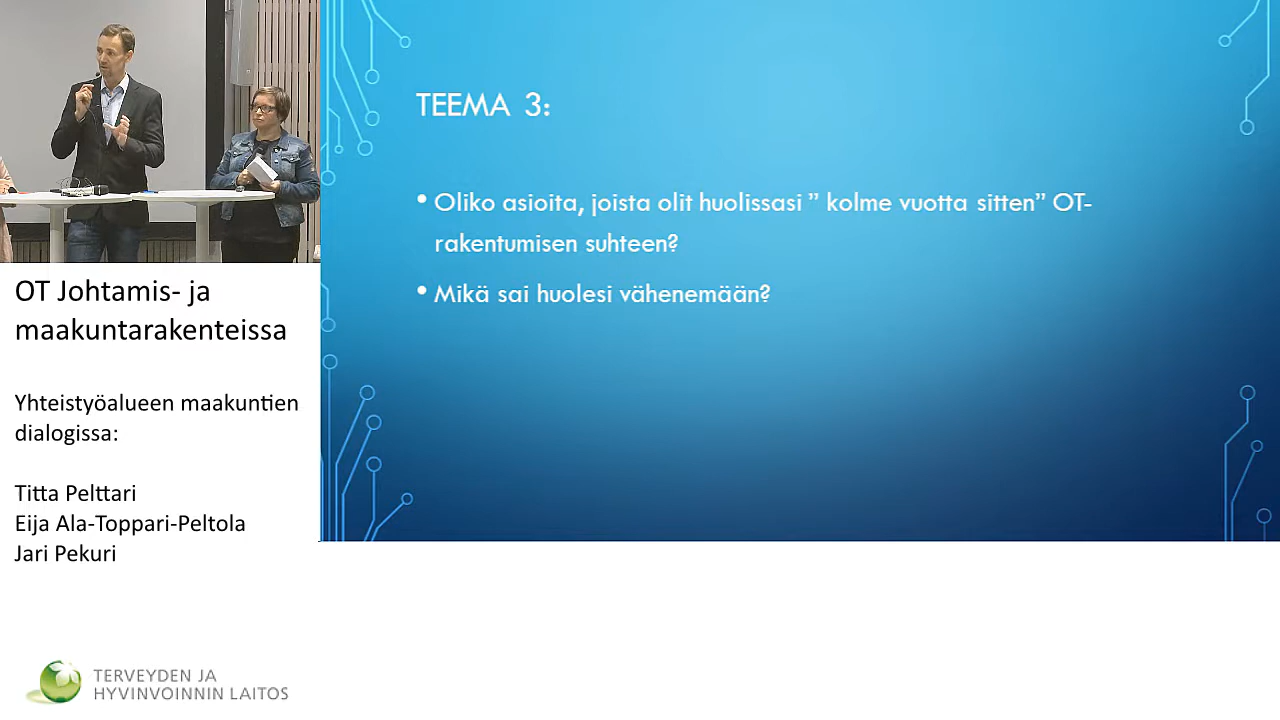 TEEMA 3:
• Oliko asioita, joista olit huolissasi ” kolme vuotta sitten” OT-
rakentumisen suhteen?
• Mikä sai huolesi vähenemään?
OT Johtamis- ja
maakuntarakenteissa
Yhteistyöalueen maakuntien
dialogissa:
Titta Pelttari
Eija Ala-Toppari-Peltola
Jari Pekuri
TERVEYDEN JA
HYVINVOINNIN LAITOS